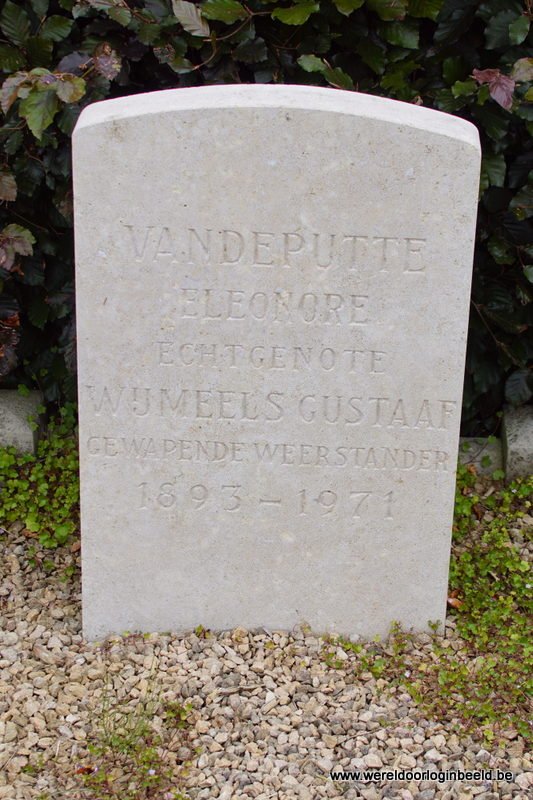 VANDEPUTTE
ELEONORE
ECHTGENOTE
WIJMEELS GUSTAAF
GEWAPENDE WEERSTANDER
1893 - 1971
www.wereldoorloginbeeld.be